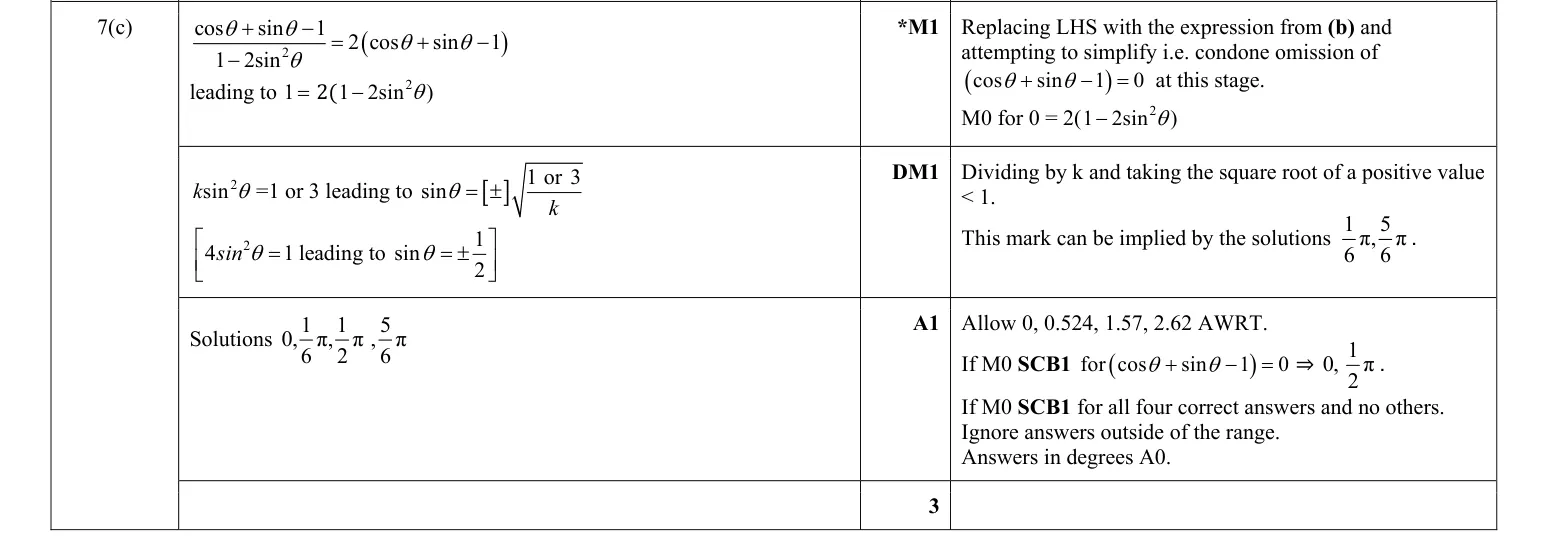 7(c)
cosθ + sinθ − 1 / 1 − 2sin²θ = 2(cosθ + sinθ − 1)
leading to 1 = 2(1 − 2sin²θ)
*M1
Replacing LHS with the expression from (b) and
attempting to simplify i.e. condone omission of
(cosθ + sinθ − 1) = 0 at this stage.
M0 for 0 = 2(1 − 2sin²θ)
ksin²θ =1 or 3 leading to sinθ = [±]√(1 or 3 / k)
[4sin²θ = 1 leading to sinθ = ±1/2]
DM1
Dividing by k and taking the square root of a positive value
< 1.
This mark can be implied by the solutions 1/6 π, 5/6 π .
Solutions 0, 1/6 π, 1/2 π , 5/6 π
A1
Allow 0, 0.524, 1.57, 2.62 AWRT.
If M0 SCB1 for (cosθ + sinθ − 1) = 0 ⇒ 0, 1/2 π .
If M0 SCB1 for all four correct answers and no others.
Ignore answers outside of the range.
Answers in degrees A0.
3